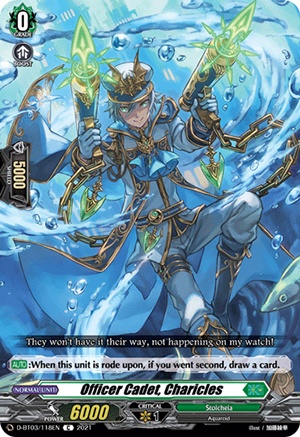 0
GRADE
BOOST
5000
SHIELD
They won't have it their way, not happening on my watch!
AUTO :When this unit is rode upon, if you went second, draw a card.
NORMAL UNIT
Officer Cadet, Charicles
POWER 6000
CRITICAL
1
Stoicheia
Aquaroid
D-BT03/118EN C 2021
illust /